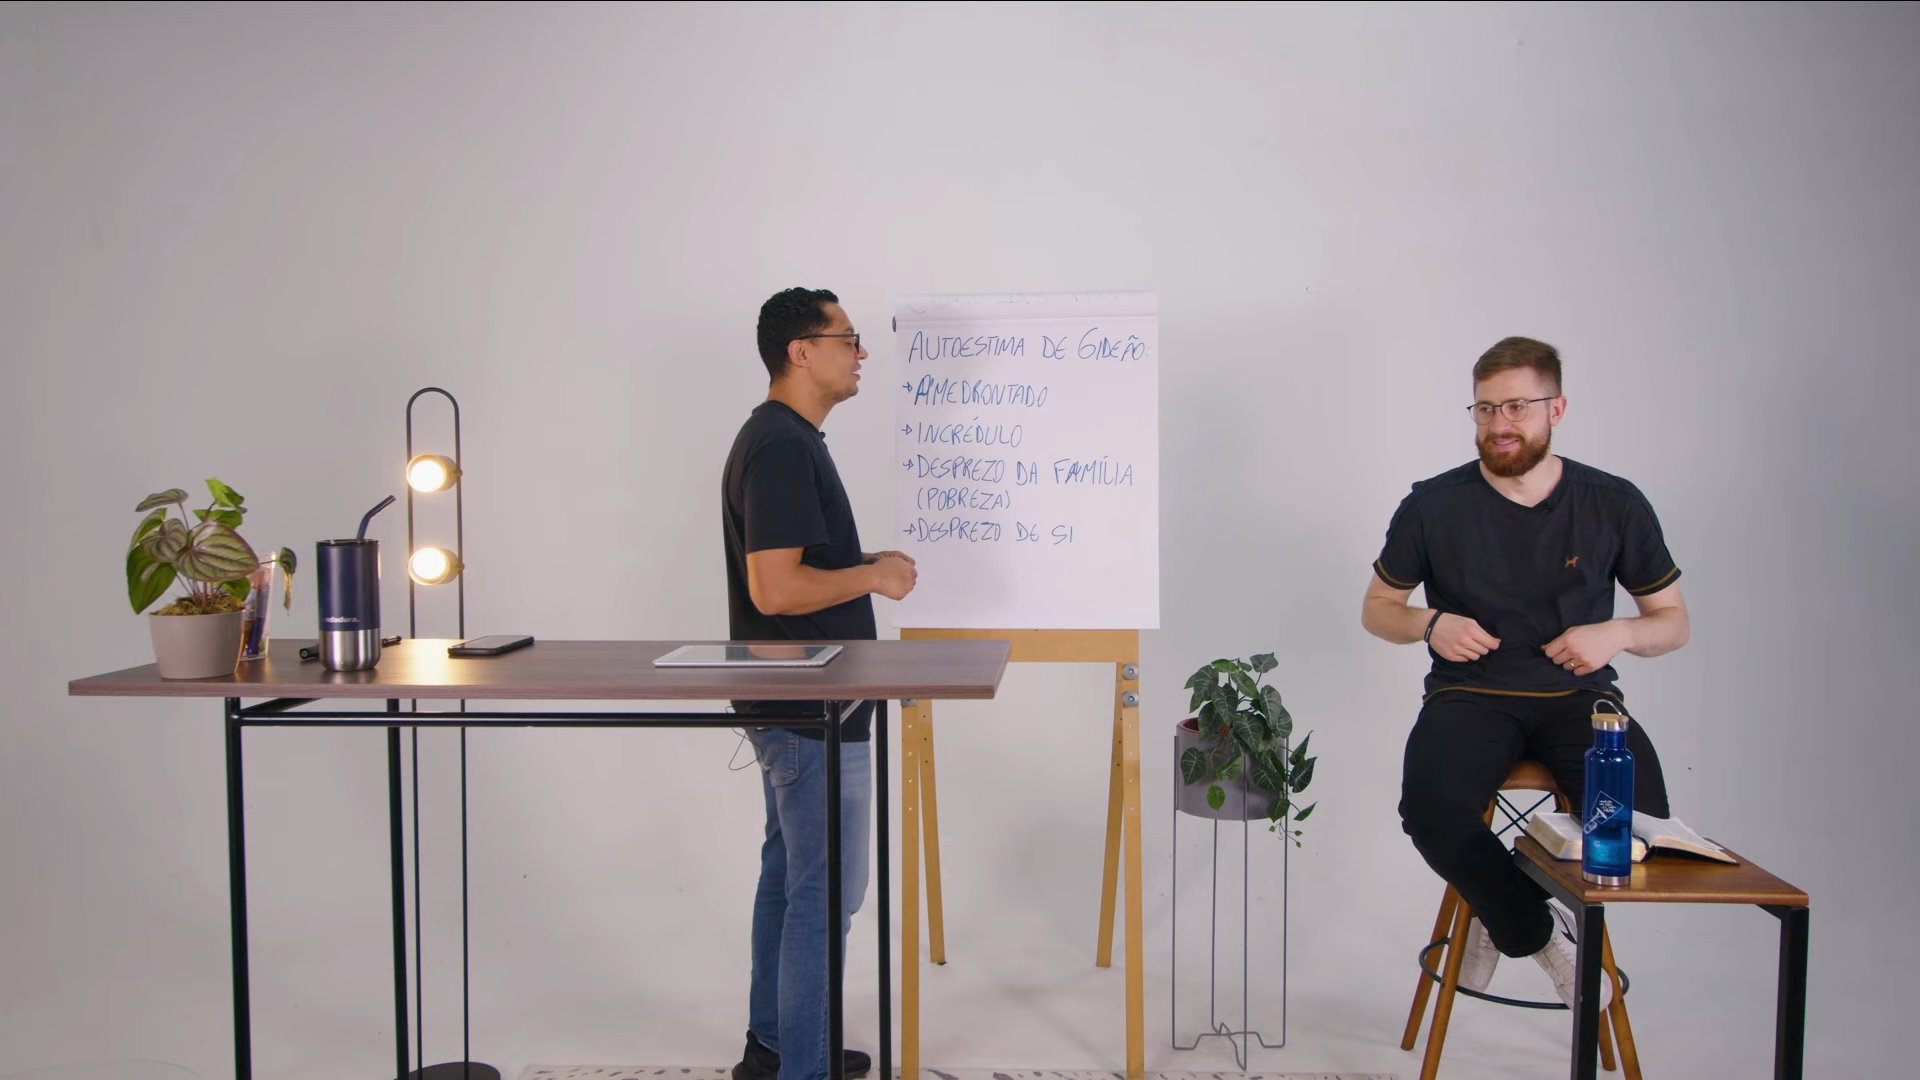 AUTOESTIMA DE GIDEÃO:
→AMEDRONTADO
→INCRÉDULO
→DESPREZO DA FAMÍLIA
(POBREZA)
→DESPREZO DE SI